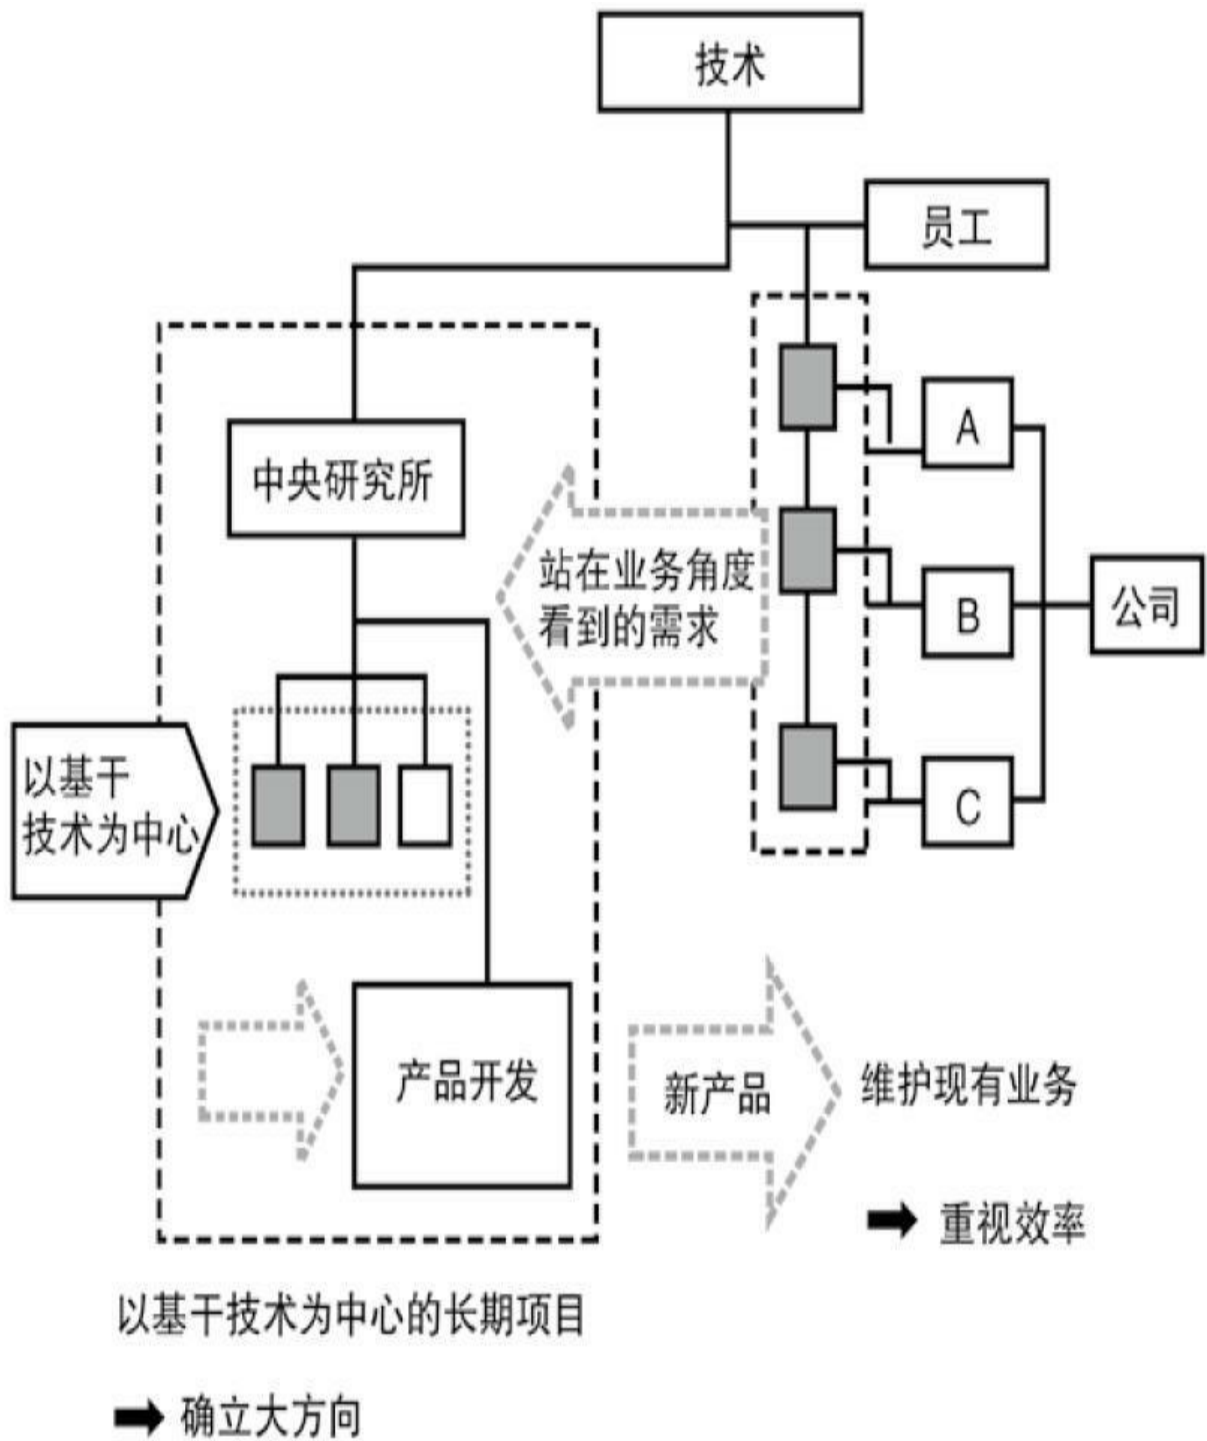 技术
员工
中央研究所
A
站在业务角度
看到的需求
B
公司
以基干
技术为中心
C
产品开发
新产品
维护现有业务
重视效率
以基干技术为中心的长期项目
确立大方向